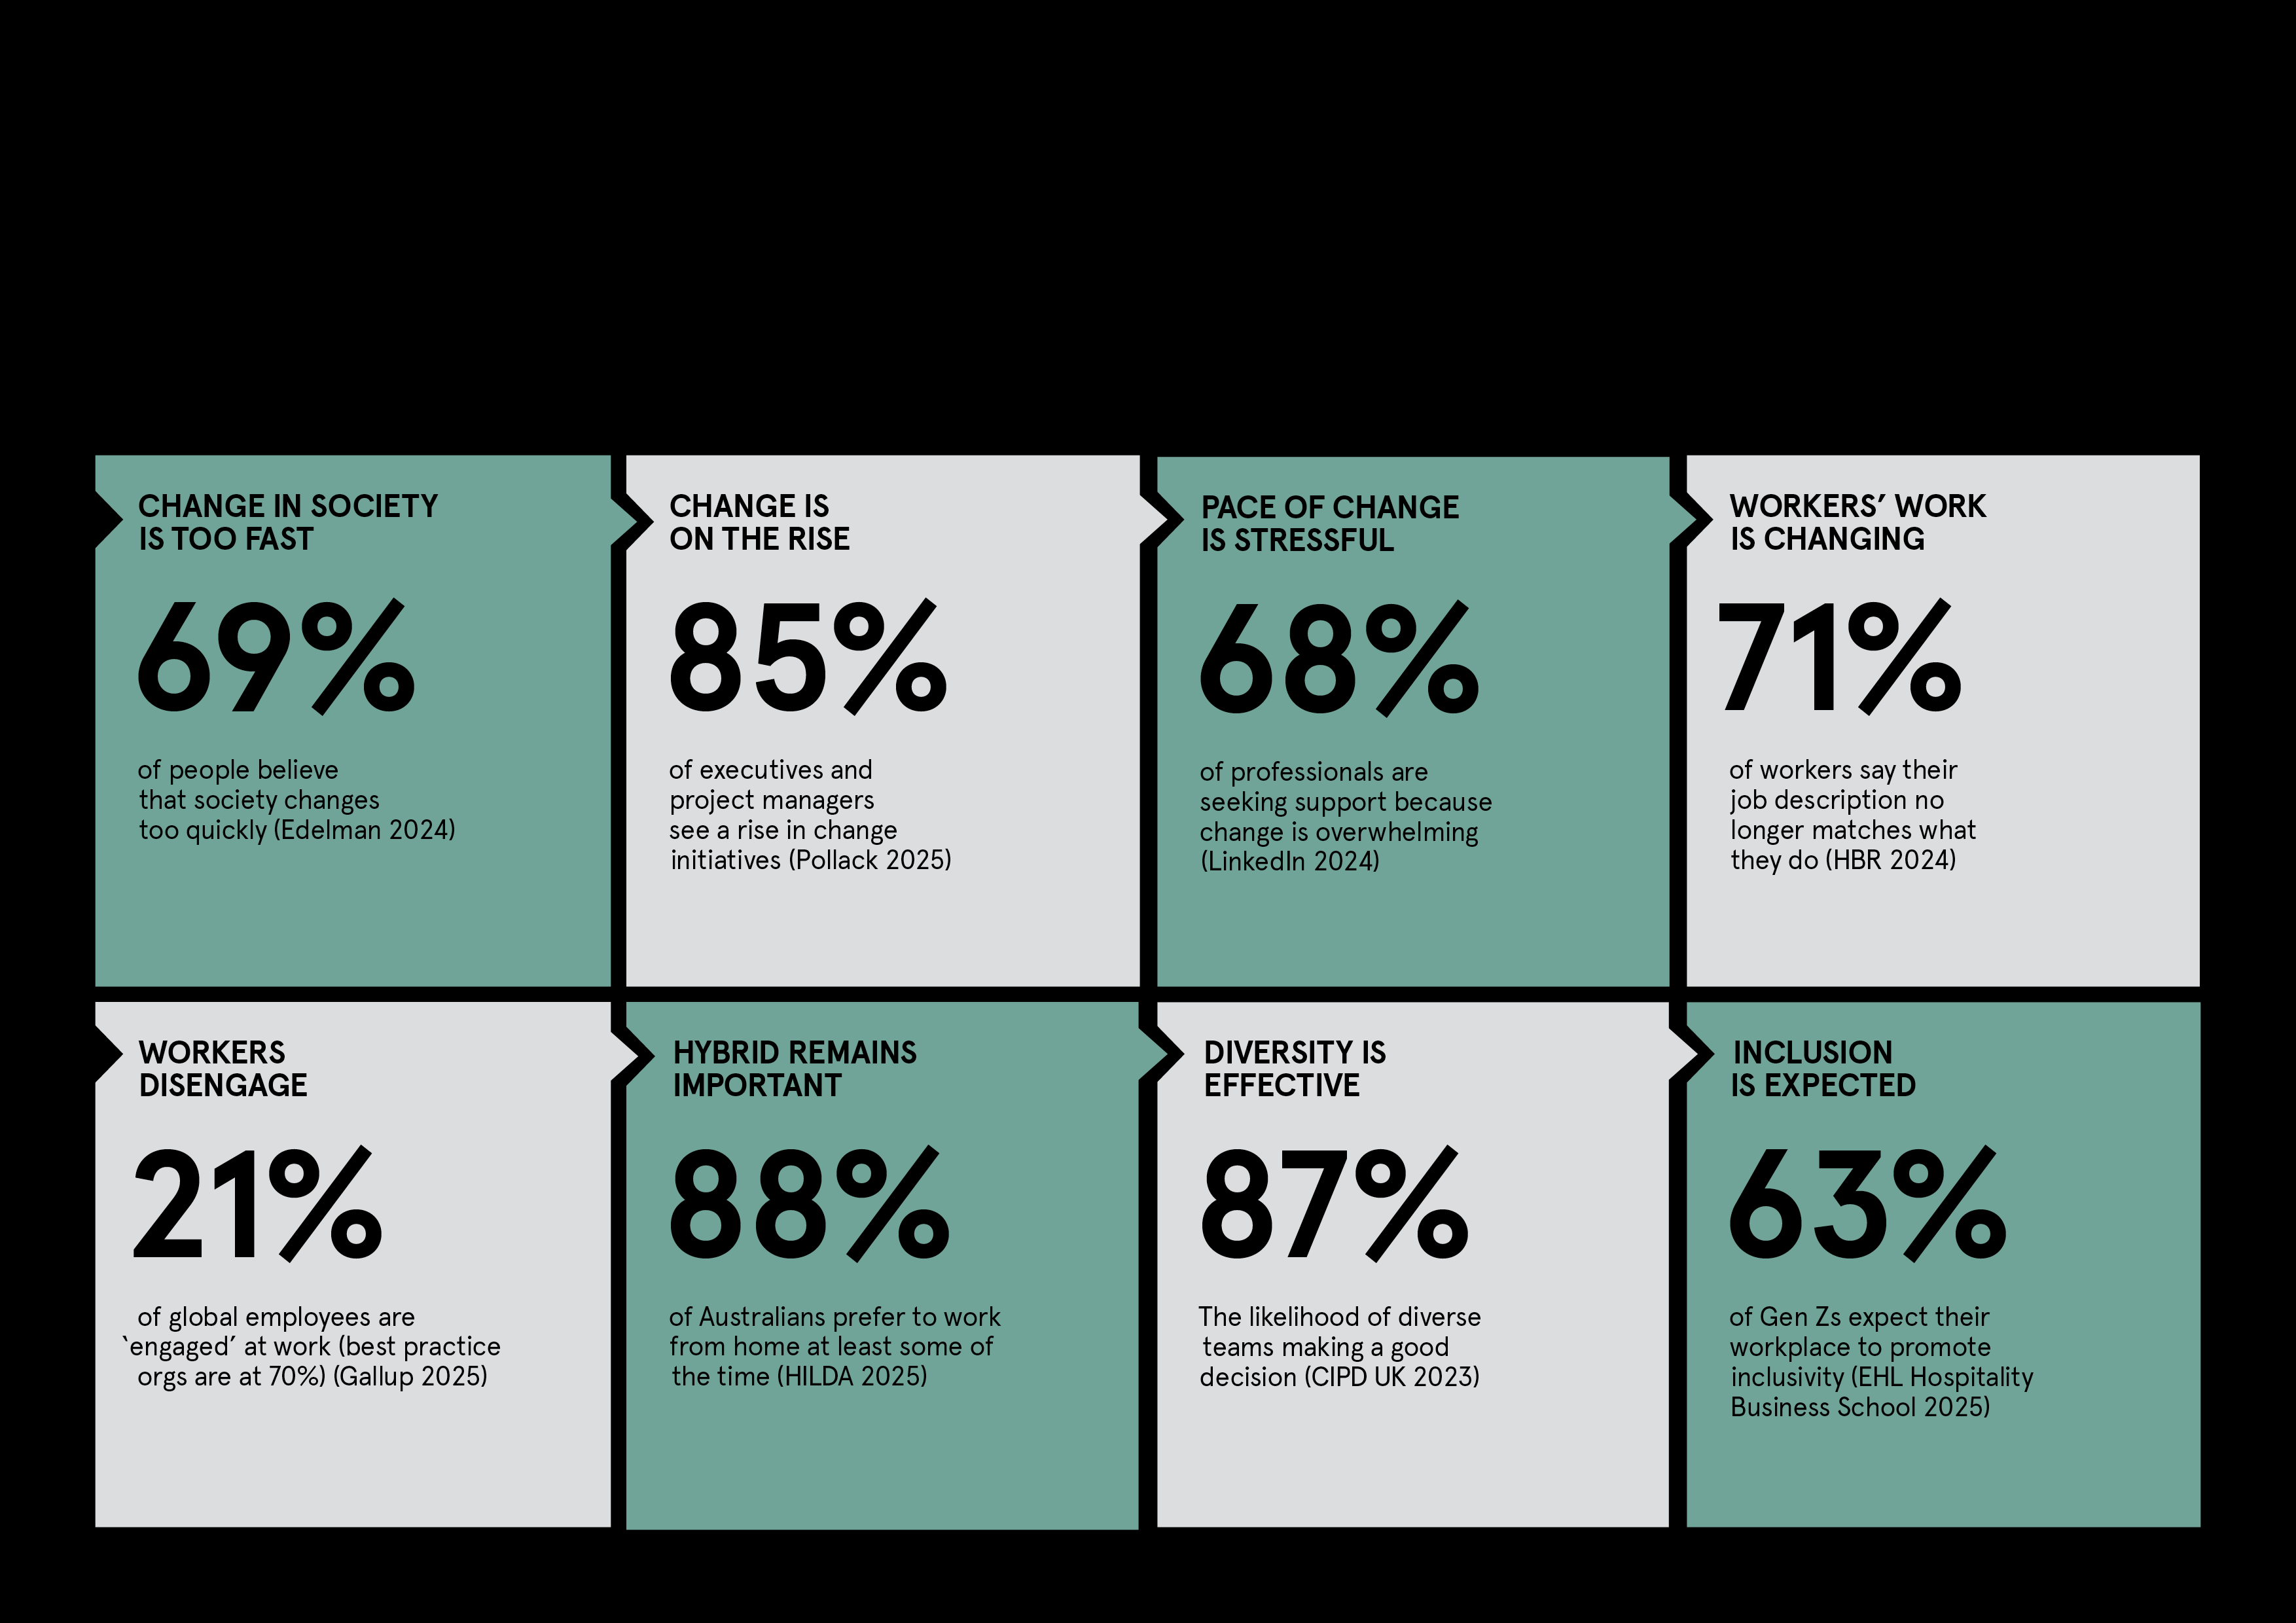 CHANGE IN SOCIETY
IS TOO FAST
69%
of people believe
that society changes
too quickly (Edelman 2024)
CHANGE IS
ON THE RISE
85%
of executives and
project managers
see a rise in change
initiatives (Pollack 2025)
PACE OF CHANGE
IS STRESSFUL
68%
of professionals are
seeking support because
change is overwhelming
(LinkedIn 2024)
WORKERS’ WORK
IS CHANGING
71%
of workers say their
job description no
longer matches what
they do (HBR 2024)
WORKERS
DISENGAGE
21%
of global employees are
‘engaged’ at work (best practice
orgs are at 70%) (Gallup 2025)
HYBRID REMAINS
IMPORTANT
88%
of Australians prefer to work
from home at least some of
the time (HILDA 2025)
DIVERSITY IS
EFFECTIVE
87%
The likelihood of diverse
teams making a good
decision (CIPD UK 2023)
INCLUSION
IS EXPECTED
63%
of Gen Zs expect their
workplace to promote
inclusivity (EHL Hospitality
Business School 2025)